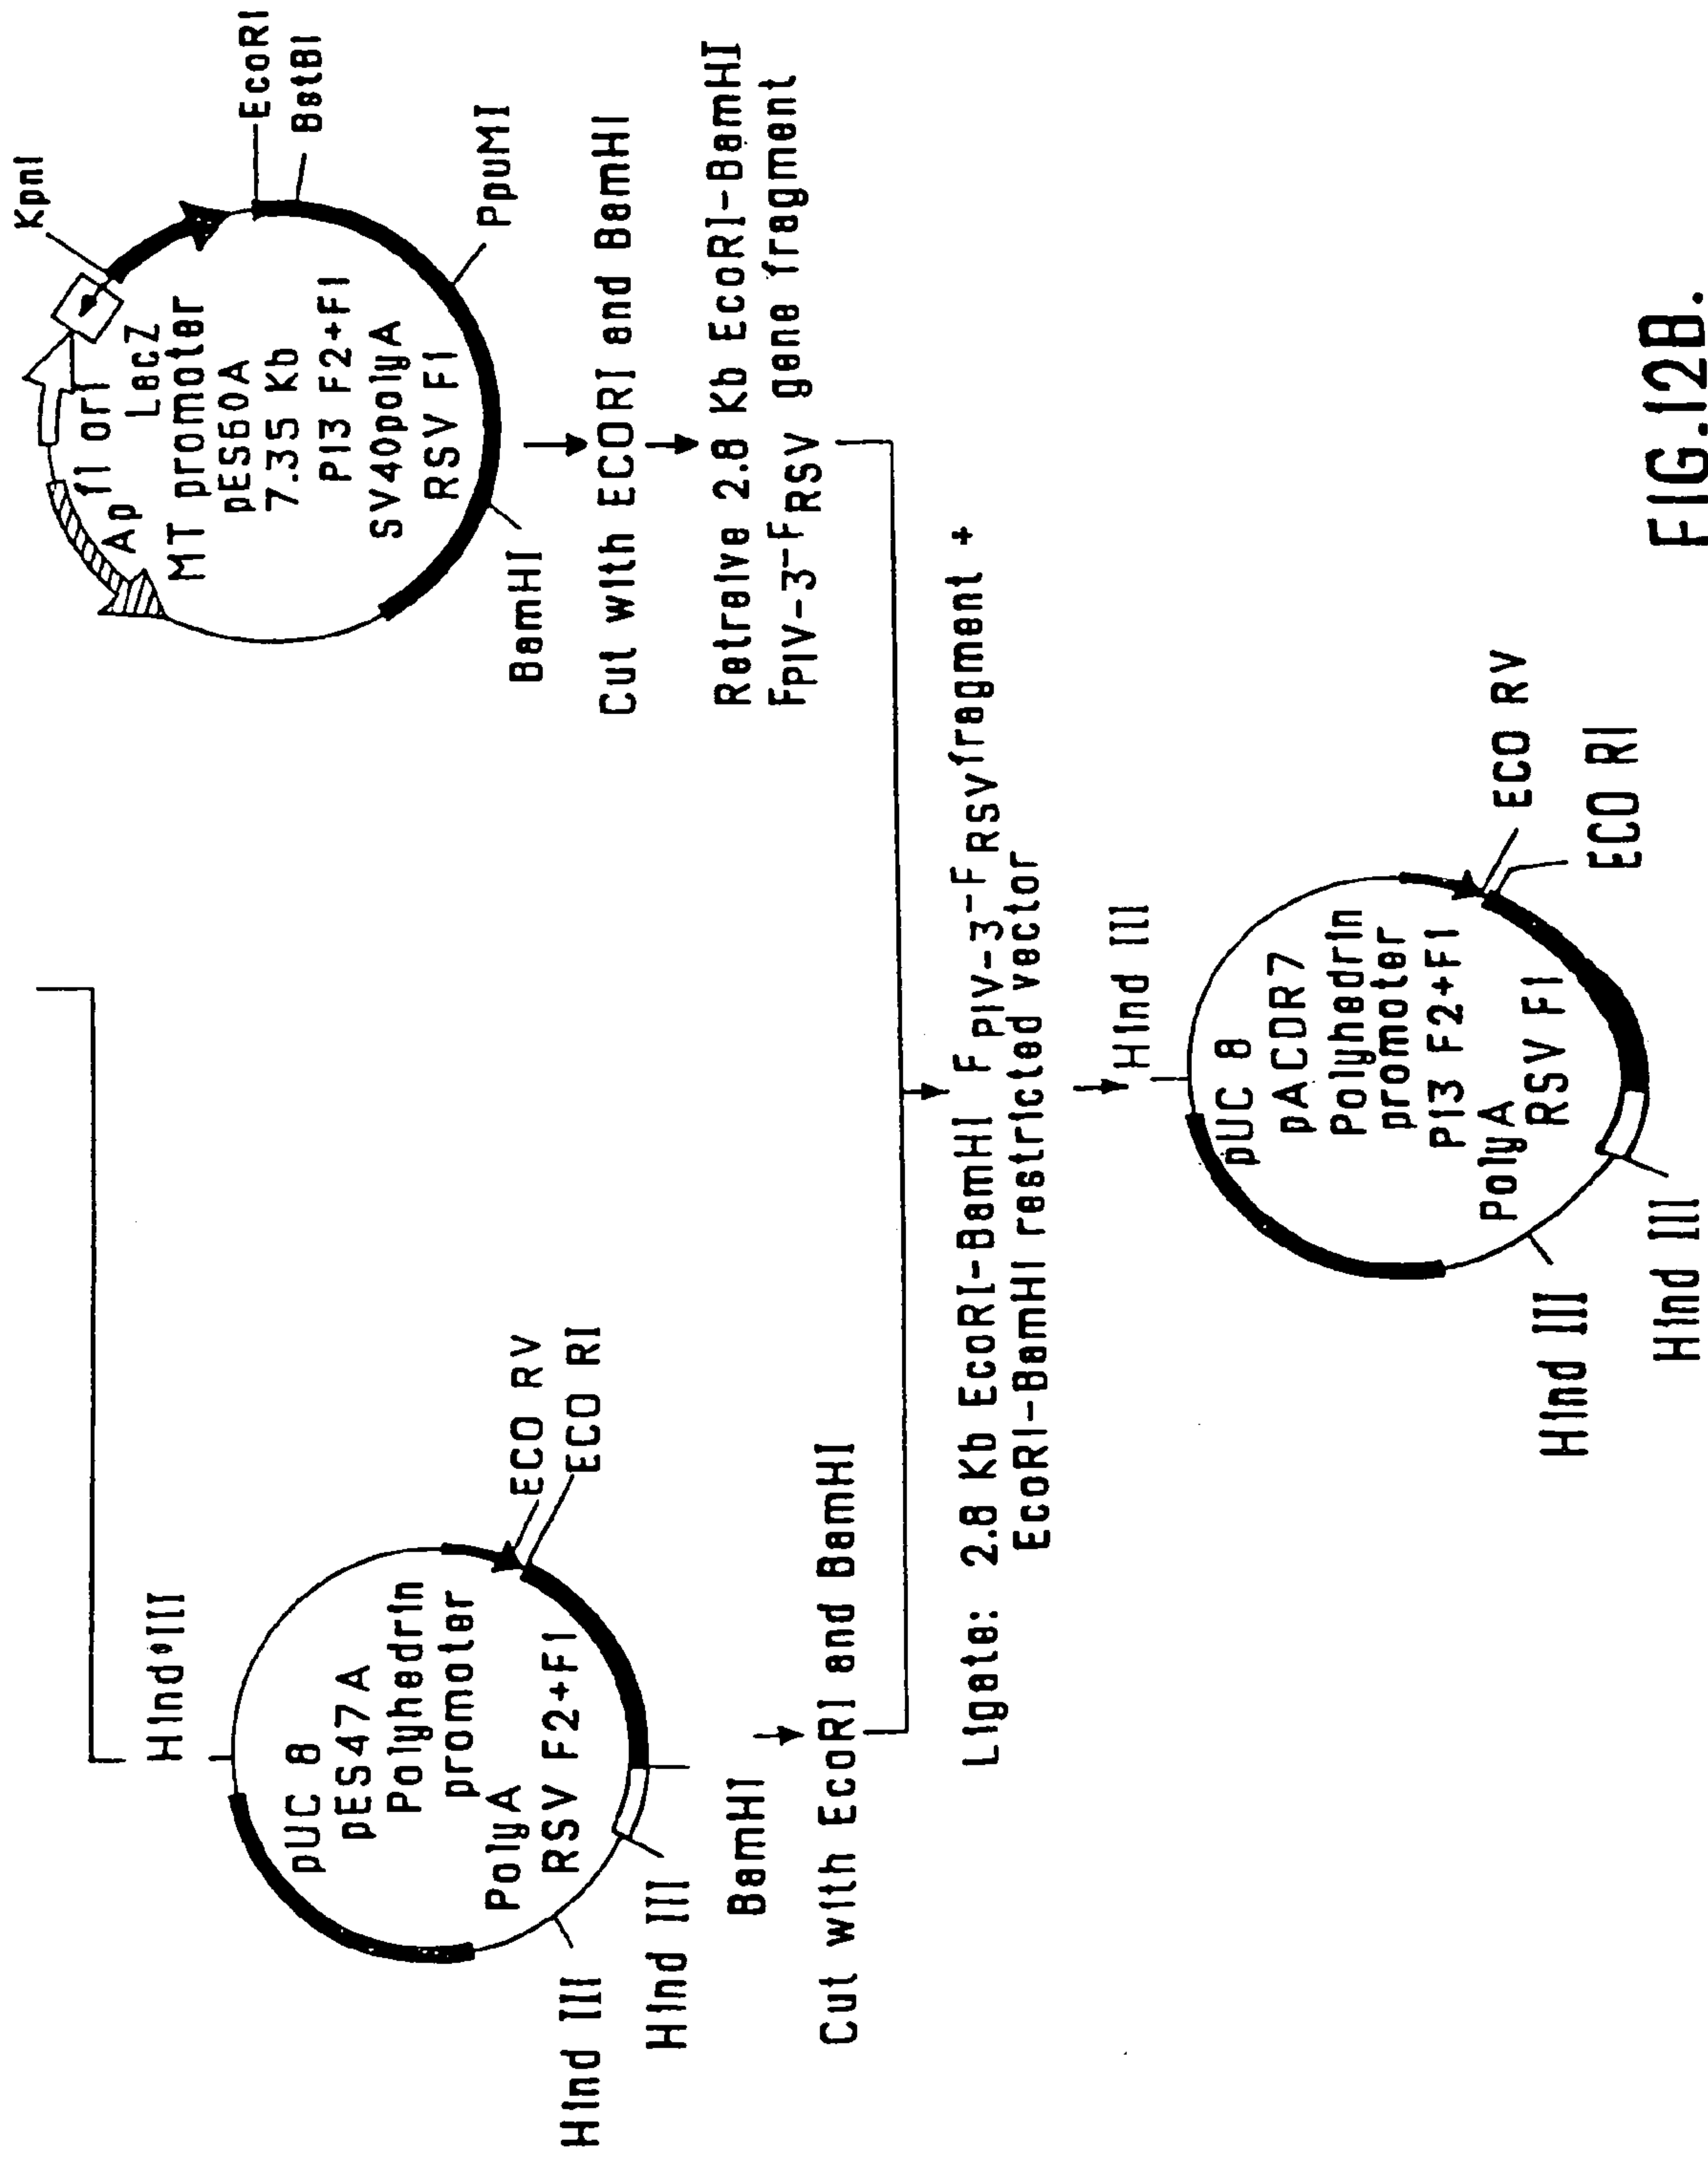 Hind III
pUC 8
pES47A
Polyhedrin
promoter
PolyA
RSV F2+F1
ECO RV
ECO RI
Hind III
Hind III
BamHI
Cut with EcoRI and BamHI
KpnI
EcoRI
BstBI
PpuMI
Ap
f1 ori
LacZ
MT promoter
pES60A
7.35 Kb
PI3 F2+F1
SV40polyA
RSV F1
BamHI
Cut with ECORI and BamHI
Retreive 2.8 Kb EcoRI-BamHI
FPIV-3-FRSV gene fragment
Ligate: 2.8 Kb EcoRI-BamHI F PIV-3-FRSV fragment +
EcoRI-BamHI restricted vector
Hind III
pUC 8
pACDR7
Polyhedrin
promoter
PI3 F2+F1
PolyA
RSV F1
ECO RV
ECO RI
Hind III
Hind III
FIG.12B.